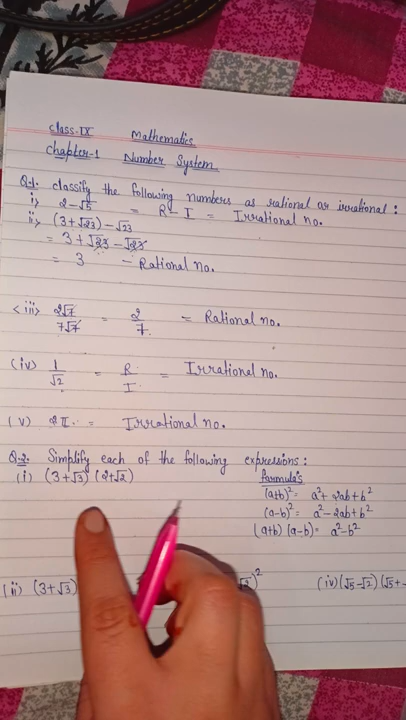 Class-IX Mathematics
Chapter-1 Number System
Q.1. Classify the following numbers as rational or irrational:
i> 2-√5 = R-I = Irrational no.
ii> (3+√23)-√23
= 3+√23-√23
= 3 - Rational no.
<iii> 2√7/7√7 = 2/7. = Rational no.
(iv) 1/√2 = R/I. = Irrational no.
(v) 2π. = Irrational no.
Q.2. Simplify each of the following expressions:
(i) (3+√3)(2+√2)
Formula's
(a+b)² = a²+2ab+b²
(a-b)² = a²-2ab+b²
(a+b)(a-b) = a²-b²
(ii) (3+√3)
(iv)(√5-√2)(√5+